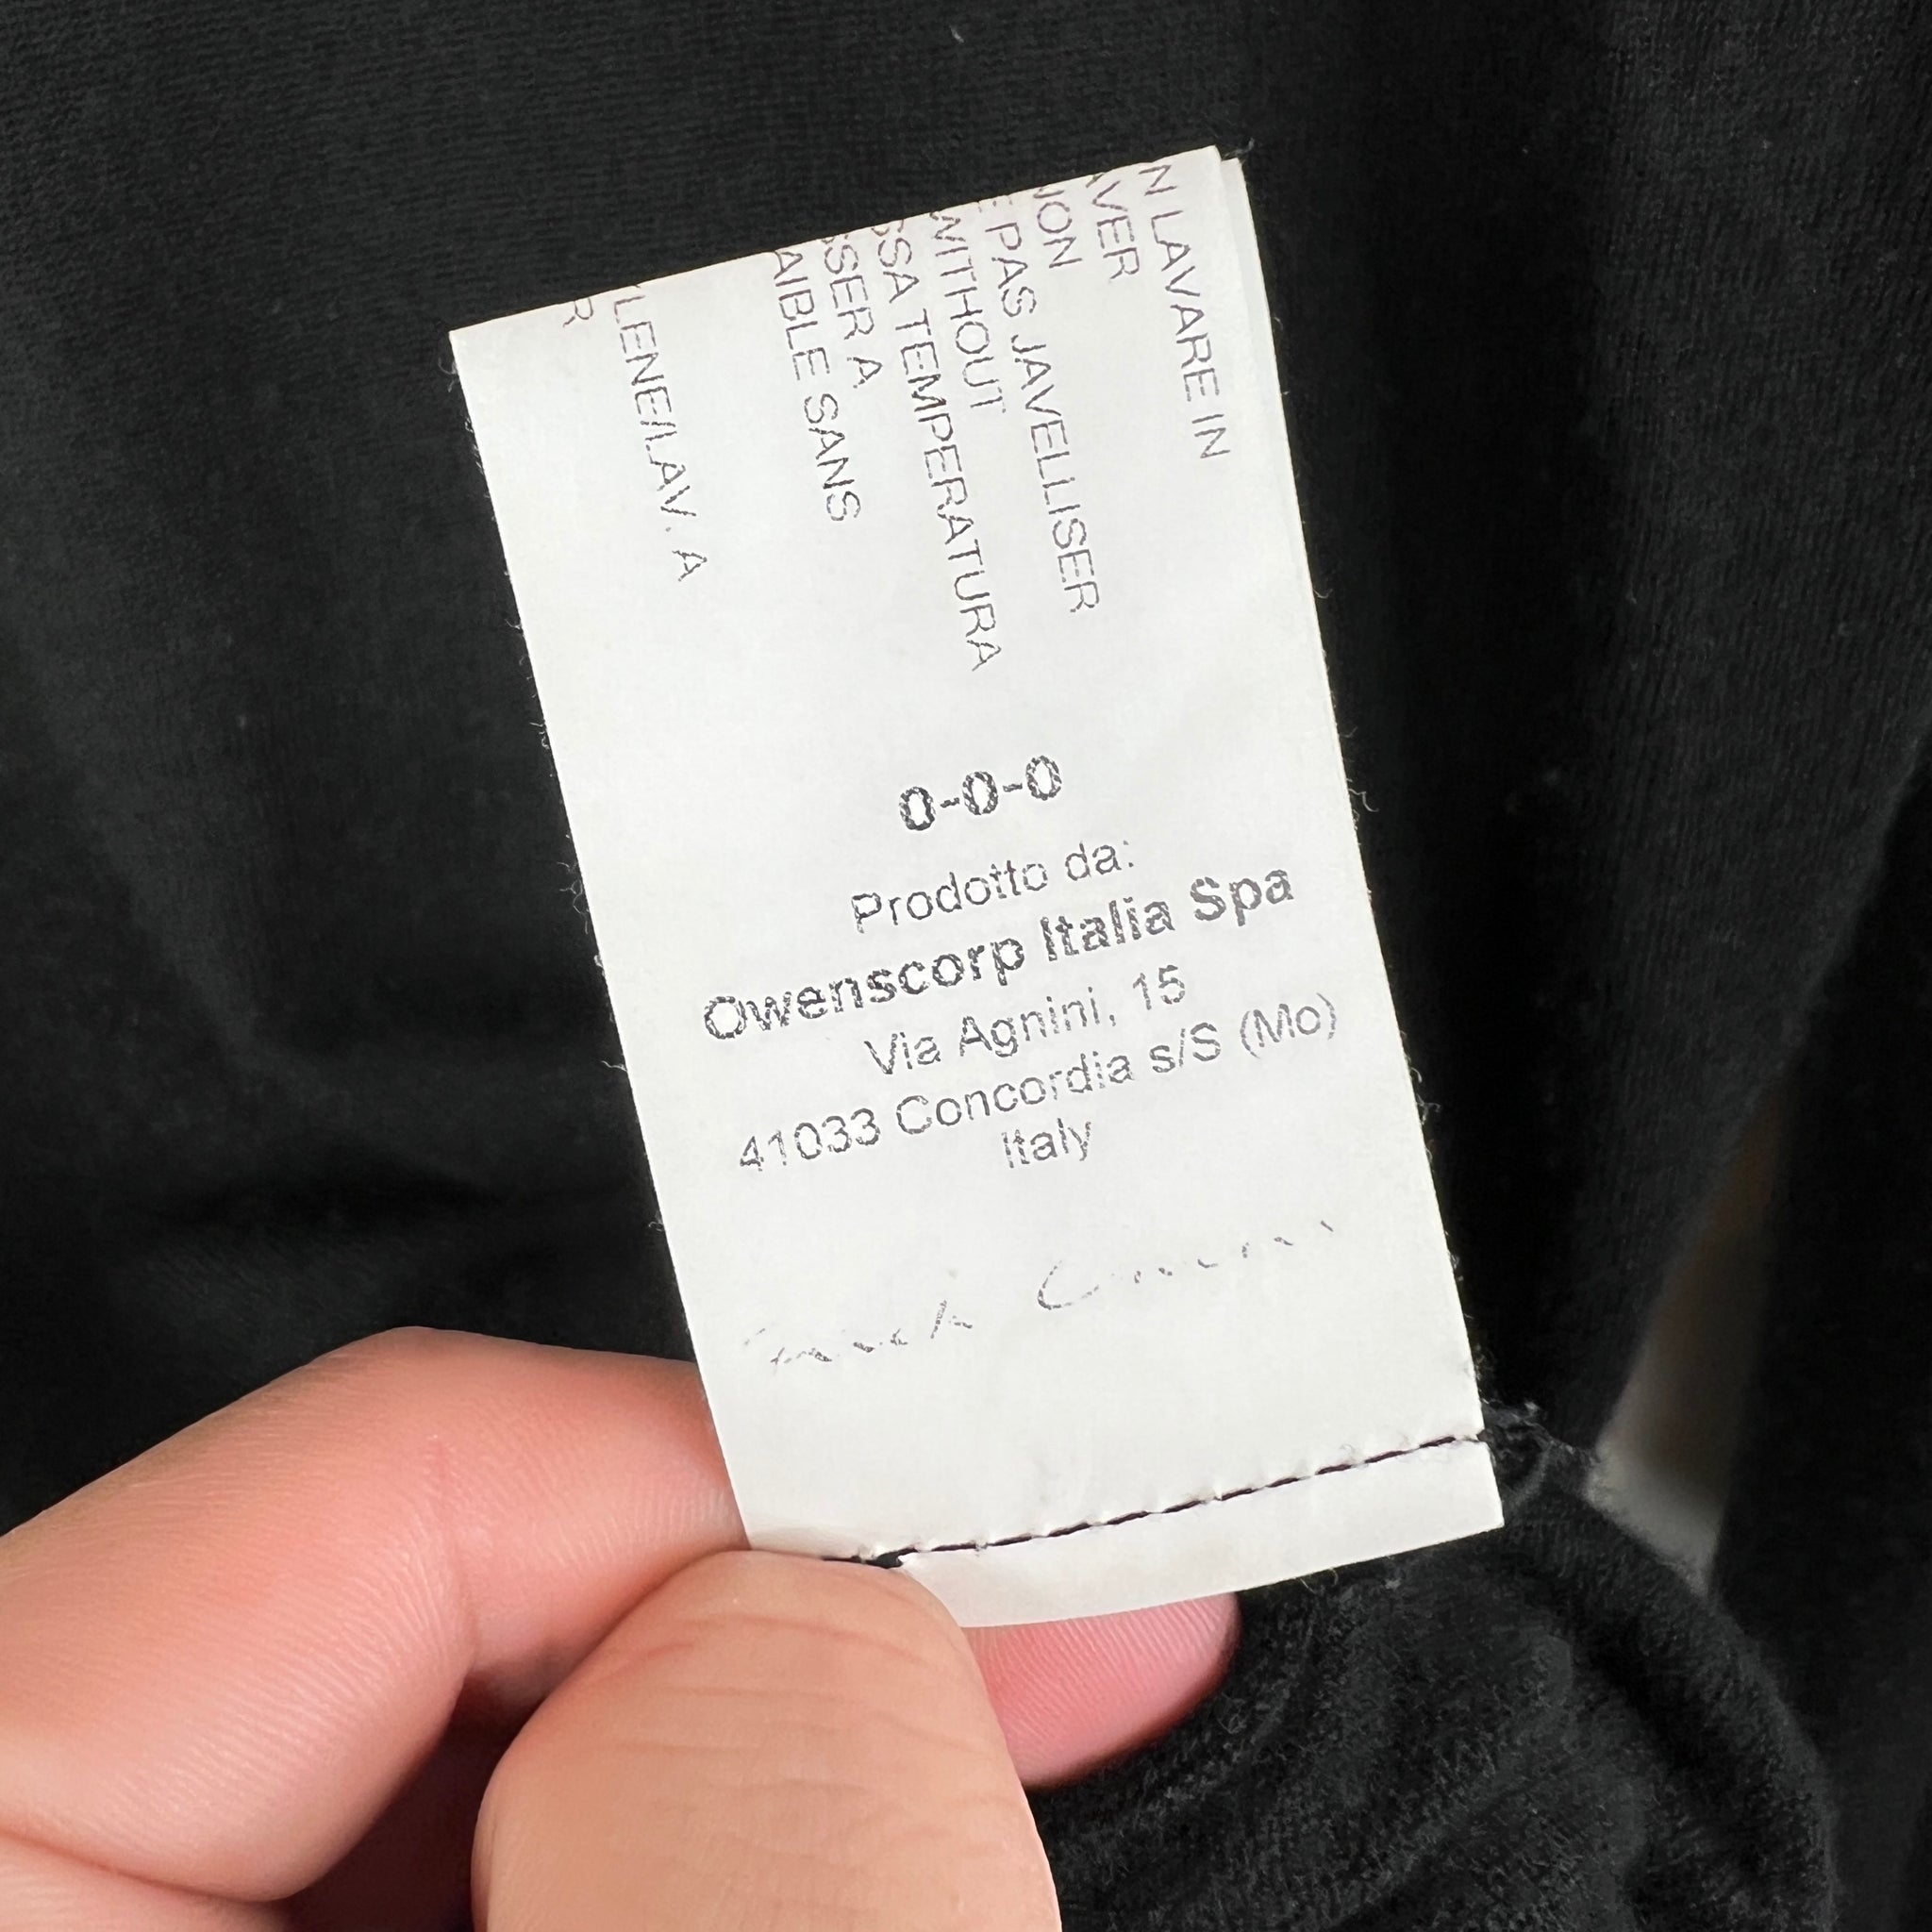 N LAVARE IN
AVER
ION
E PAS JAVELLISER
WITHOUT
SSA TEMPERATURA
SSER A
AIBLE SANS
LENE/LAV. A
R
0-0-0
Prodotto da:
Owenscorp Italia Spa
Via Agnini, 15
41033 Concordia s/S (Mo)
Italy